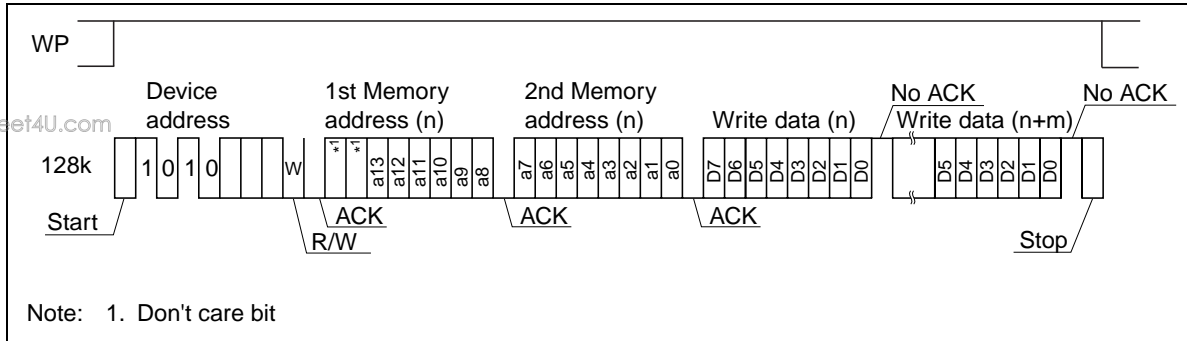 WP
Device address
1st Memory address (n)
2nd Memory address (n)
Write data (n)
No ACK
Write data (n+m)
No ACK
eet4U.com
128k
1 0 1 0 W *1 *1 a13 a12 a11 a10 a9 a8 a7 a6 a5 a4 a3 a2 a1 a0 D7 D6 D5 D4 D3 D2 D1 D0 D5 D4 D3 D2 D1 D0
Start
R/W
ACK
ACK
ACK
Stop
Note: 1. Don't care bit